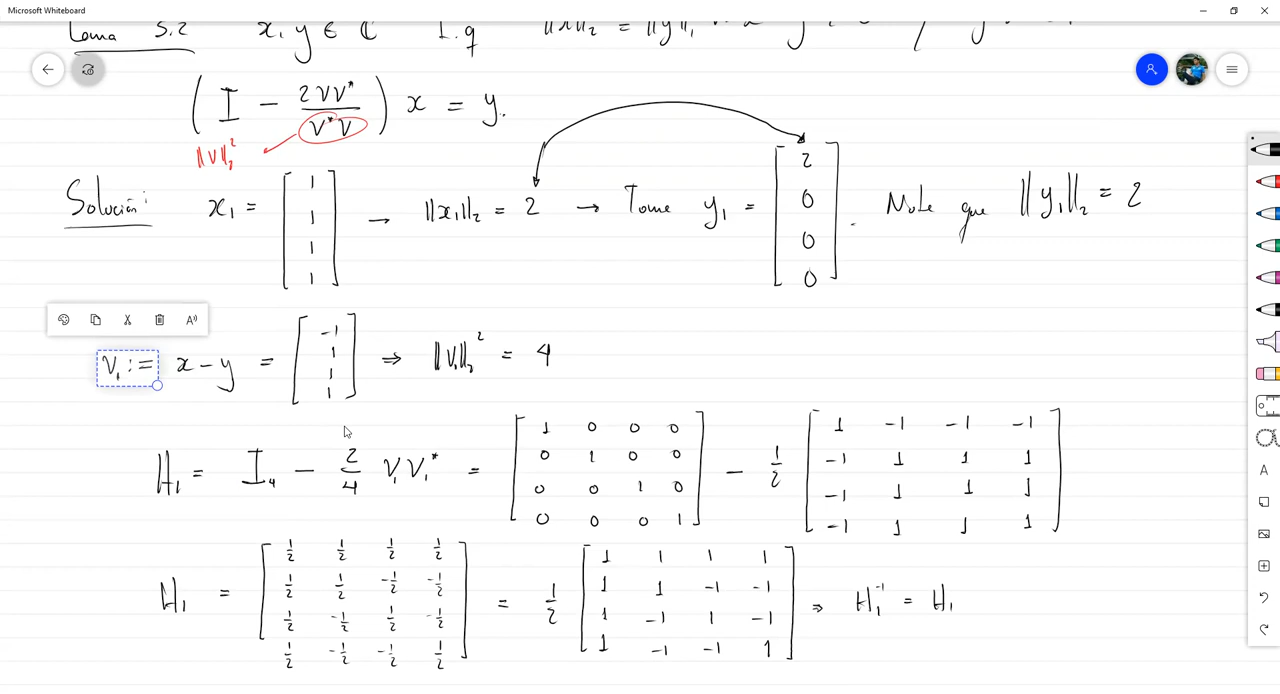 Microsoft Whiteboard
Lema 5.2 x, y ∈ ℂ T.q ||x||₂ = ||y||
(I - 2vv*/v*v) x = y.
||v||₂²
Solución: x₁ = [1; 1; 1; 1] → ||x₁||₂ = 2 → Tome y₁ = [2; 0; 0; 0]. Note que ||y₁||₂ = 2
v₁ := x - y = [-1; 1; 1; 1] ⇒ ||v₁||₂² = 4
H₁ = I₄ - 2/4 v₁v₁* = [1 0 0 0; 0 1 0 0; 0 0 1 0; 0 0 0 1] - 1/2 [1 -1 -1 -1; -1 1 1 1; -1 1 1 1; -1 1 1 1]
H₁ = [1/2 1/2 1/2 1/2; 1/2 1/2 -1/2 -1/2; 1/2 -1/2 1/2 -1/2; 1/2 -1/2 -1/2 1/2] = 1/2 [1 1 1 1; 1 1 -1 -1; 1 -1 1 -1; 1 -1 -1 1] ⇒ H₁⁻¹ = H₁